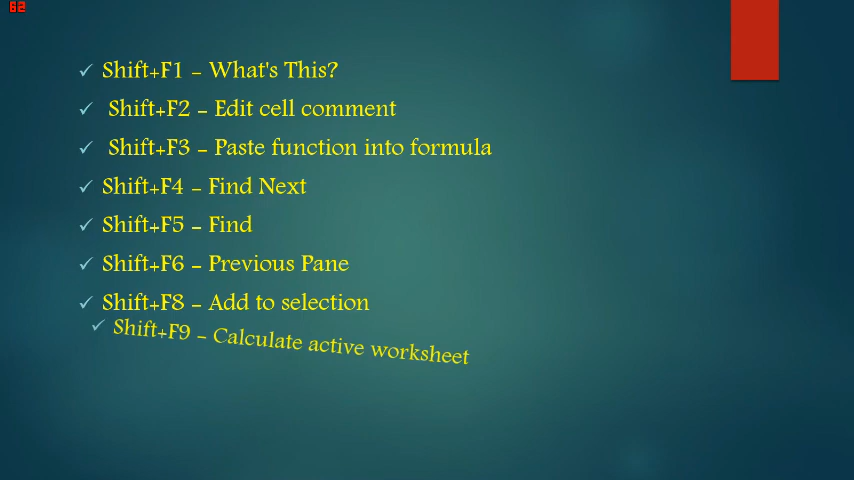 62
Shift+F1 – What's This?
Shift+F2 – Edit cell comment
Shift+F3 – Paste function into formula
Shift+F4 – Find Next
Shift+F5 – Find
Shift+F6 – Previous Pane
Shift+F8 – Add to selection
Shift+F9 – Calculate active worksheet